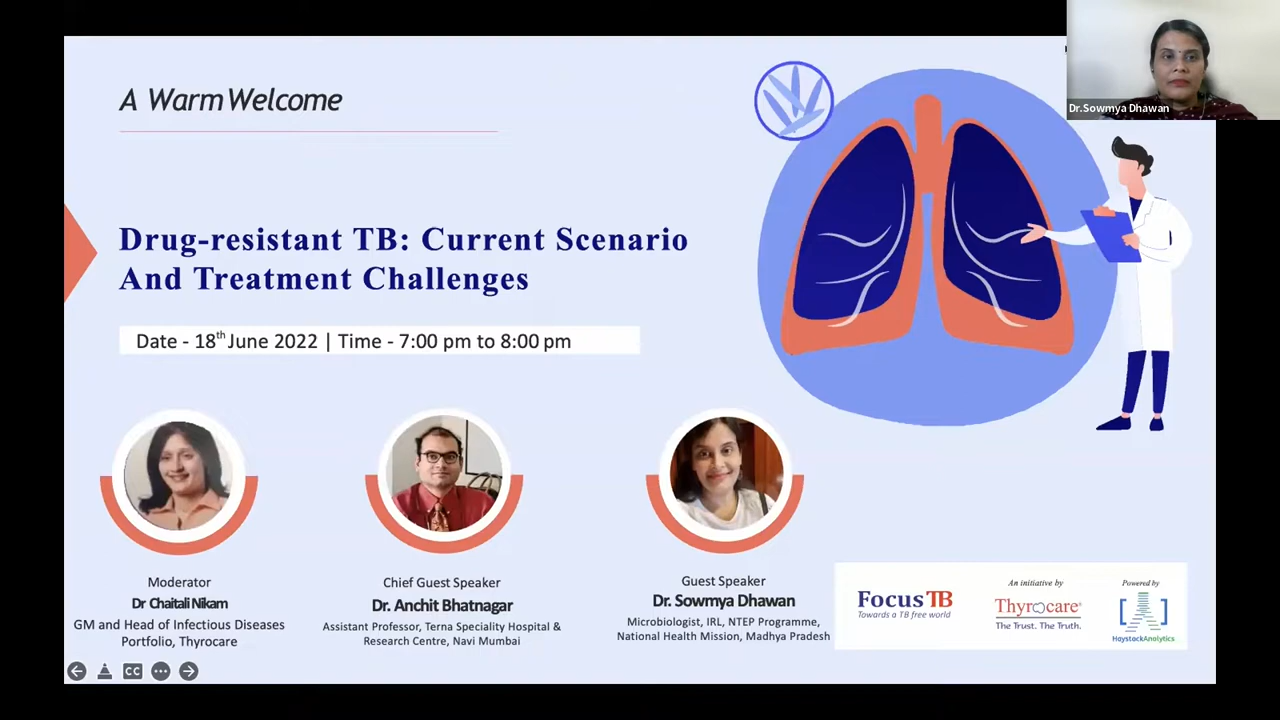 Dr.Sowmya Dhawan
A Warm Welcome
Drug-resistant TB: Current Scenario
And Treatment Challenges
Date - 18th June 2022 | Time - 7:00 pm to 8:00 pm
Moderator
Dr Chaitali Nikam
GM and Head of Infectious Diseases
Portfolio, Thyrocare
Chief Guest Speaker
Dr. Anchit Bhatnagar
Assistant Professor, Terna Speciality Hospital &
Research Centre, Navi Mumbai
Guest Speaker
Dr. Sowmya Dhawan
Microbiologist, IRL, NTEP Programme,
National Health Mission, Madhya Pradesh
Focus TB
Towards a TB free world
An initiative by
Thyrocare®
The Trust. The Truth.
Powered by
HaystackAnalytics
CC